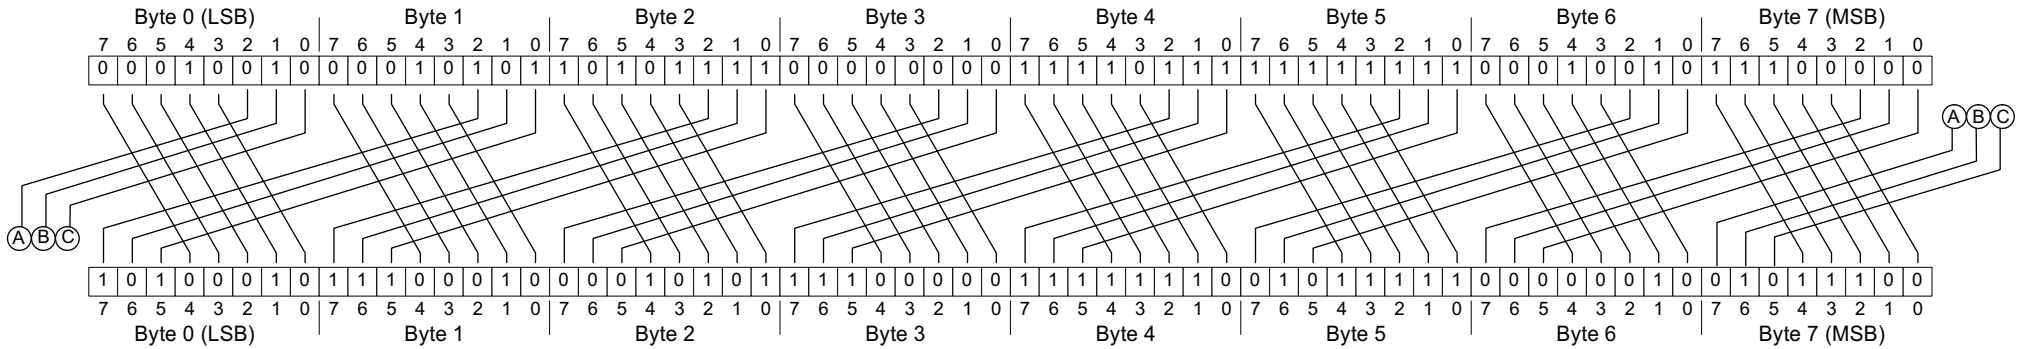 Byte 0 (LSB) Byte 1 Byte 2 Byte 3 Byte 4 Byte 5 Byte 6 Byte 7 (MSB)
7 6 5 4 3 2 1 0 7 6 5 4 3 2 1 0 7 6 5 4 3 2 1 0 7 6 5 4 3 2 1 0 7 6 5 4 3 2 1 0 7 6 5 4 3 2 1 0 7 6 5 4 3 2 1 0 7 6 5 4 3 2 1 0
0 0 0 1 0 0 1 0 0 0 0 1 0 1 0 1 1 0 1 0 1 1 1 1 0 0 0 0 0 0 0 0 1 1 1 1 0 1 1 1 1 1 1 1 1 1 1 1 0 0 0 1 0 0 1 0 1 1 1 0 0 0 0 0
A B C
A B C
1 0 1 0 0 0 1 0 1 1 1 0 0 0 1 0 0 0 0 1 0 1 0 1 1 1 1 0 0 0 0 0 1 1 1 1 1 1 1 0 0 1 0 1 1 1 1 1 0 0 0 0 0 0 1 0 0 1 0 1 1 1 0 0
7 6 5 4 3 2 1 0 7 6 5 4 3 2 1 0 7 6 5 4 3 2 1 0 7 6 5 4 3 2 1 0 7 6 5 4 3 2 1 0 7 6 5 4 3 2 1 0 7 6 5 4 3 2 1 0 7 6 5 4 3 2 1 0
Byte 0 (LSB) Byte 1 Byte 2 Byte 3 Byte 4 Byte 5 Byte 6 Byte 7 (MSB)